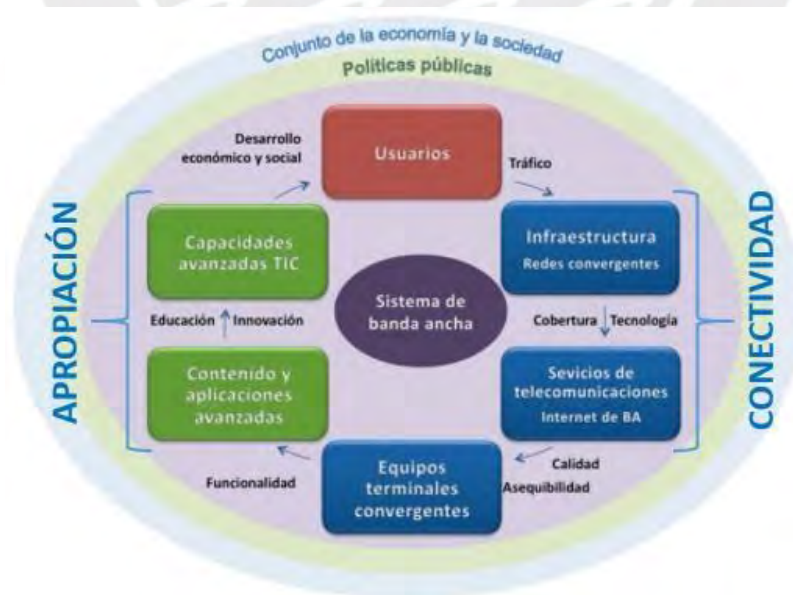 Conjunto de la economía y la sociedad
Políticas públicas
Desarrollo
económico y social
Usuarios
Tráfico
APROPIACIÓN
CONECTIVIDAD
Capacidades
avanzadas TIC
Infraestructura
Redes convergentes
Sistema de
banda ancha
Educación
Innovación
Cobertura
Tecnología
Contenido y
aplicaciones
avanzadas
Sevicios de
telecomunicaciones
Internet de BA
Funcionalidad
Equipos
terminales
convergentes
Calidad
Asequibilidad